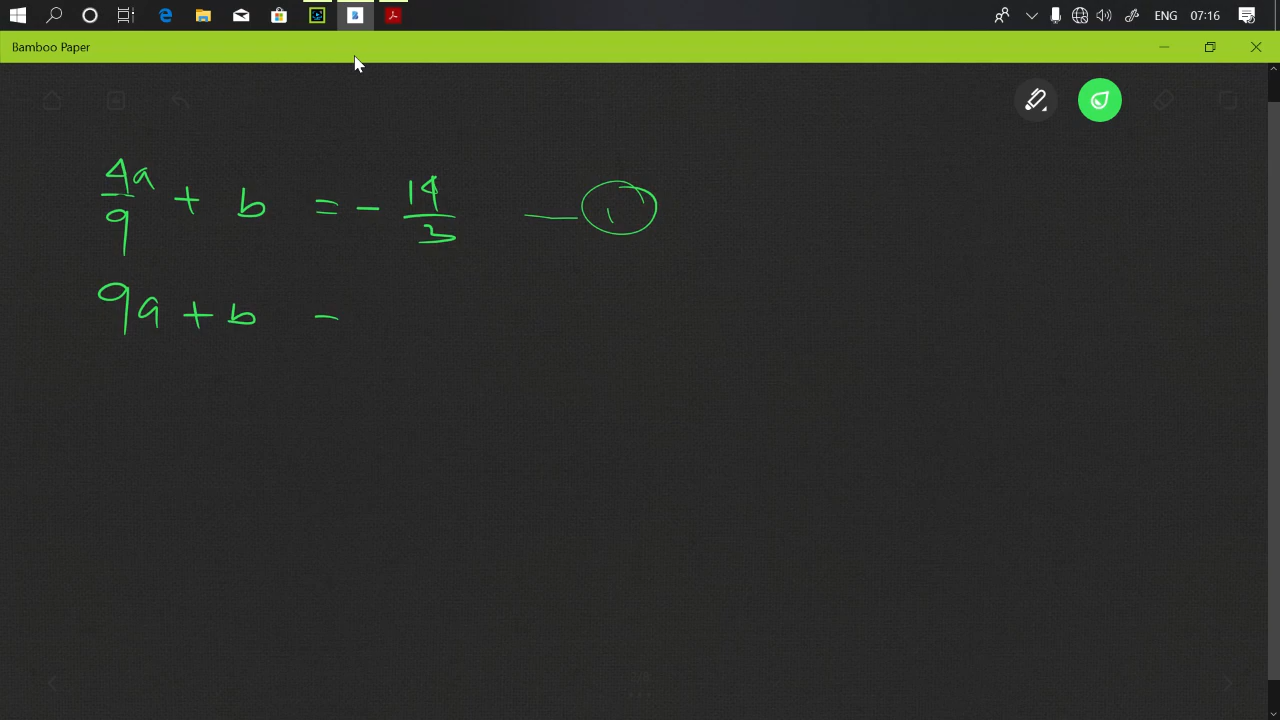 ENG 07:16
Bamboo Paper
4a/9 + b = - 14/3 — 1
9a + b =